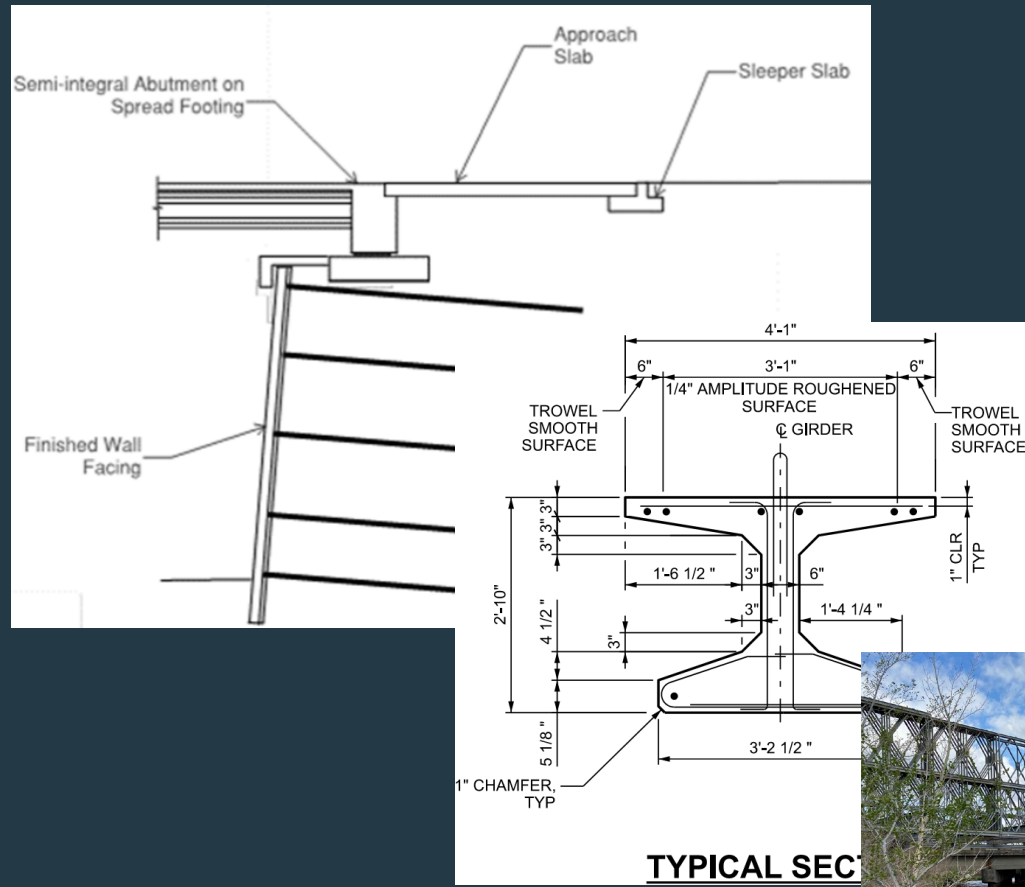 Approach
Slab
Semi-integral Abutment on
Spread Footing
Sleeper Slab
Finished Wall
Facing
4'-1"
6"
3'-1"
6"
1/4" AMPLITUDE ROUGHENED
SURFACE
TROWEL
SMOOTH
SURFACE
TROWEL
SMOOTH
SURFACE
℄ GIRDER
3"
3"
3"
1" CLR
TYP
2'-10"
1'-6 1/2 "
3"
6"
3"
1'-4 1/4 "
4 1/2 "
3"
5 1/8 "
3'-2 1/2 "
1" CHAMFER,
TYP
TYPICAL